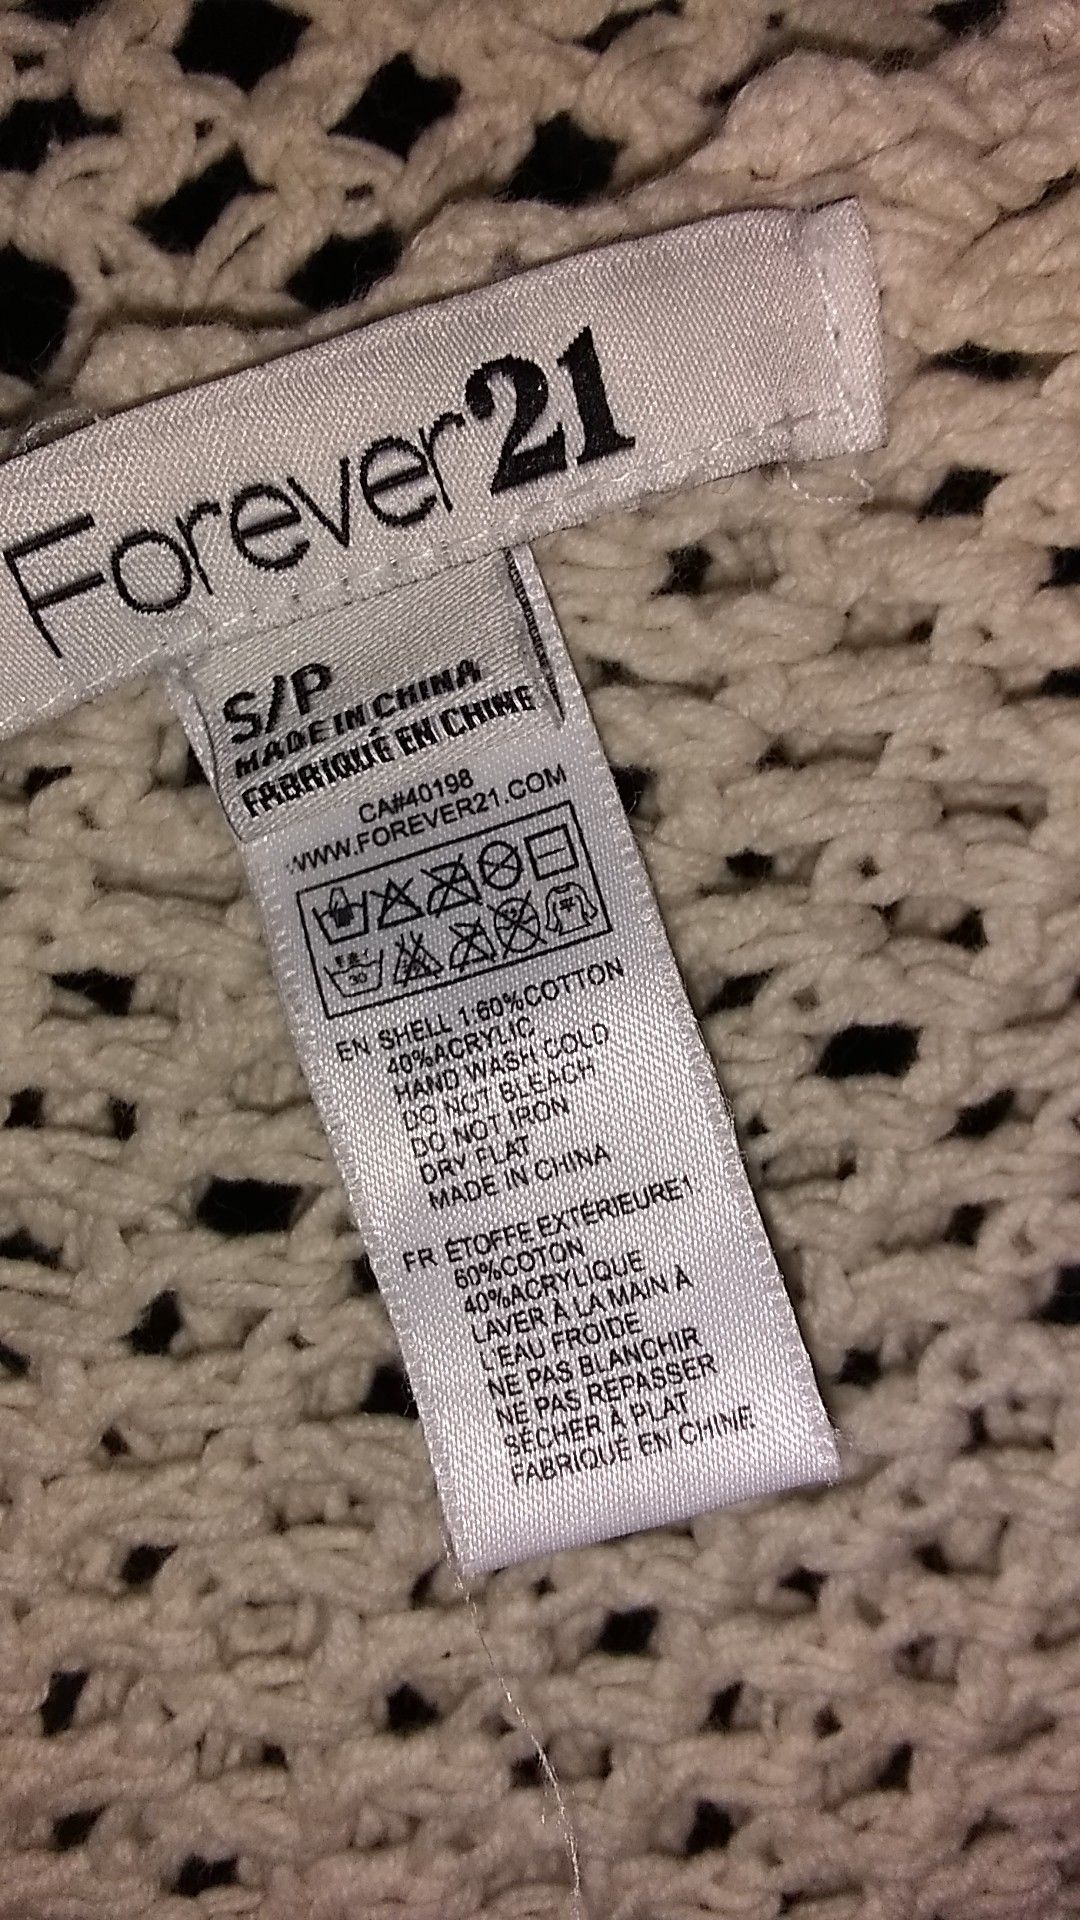 Forever21
S/P
MADE IN CHINA
FABRIQUÉ EN CHINE
CA#40198
WWW.FOREVER21.COM
30
EN SHELL 1:60%COTTON
40%ACRYLIC
HAND WASH COLD
DO NOT BLEACH
DO NOT IRON
DRY FLAT
MADE IN CHINA
FR ÉTOFFE EXTÉRIEURE1
60%COTON
40%ACRYLIQUE
LAVER À LA MAIN À
L'EAU FROIDE
NE PAS BLANCHIR
NE PAS REPASSER
SÉCHER À PLAT
FABRIQUÉ EN CHINE